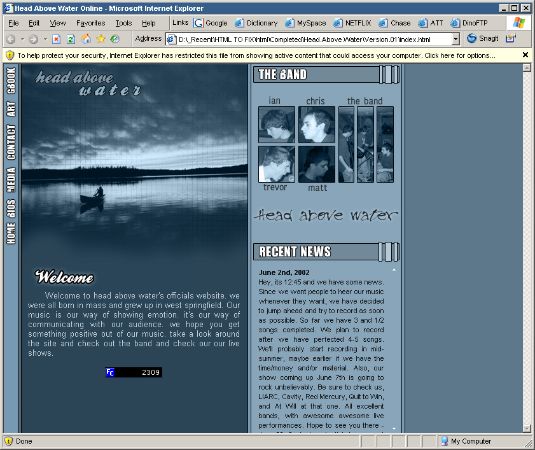 Head Above Water Online - Microsoft Internet Explorer
File Edit View Favorites Tools Help Links Google Dictionary MySpace NETFLIX Chase ATT DinoFTP
Back Address D:\_Recent\HTML TO FIX\html\Completed\Head Above Water\Version.01\index.html Go Snagit
To help protect your security, Internet Explorer has restricted this file from showing active content that could access your computer. Click here for options...
HOME BIOS MEDIA CONTACT ART GBOOK
head above
water
Welcome
Welcome to head above water's officials website. we
were all born in mass and grew up in west springfield. Our
music is our way of showing emotion. it's our way of
communicating with our audience. we hope you get
something positive out of our music. take a look around
the site and check out the band and check our our live
shows.
FC 2309
THE BAND
ian chris the band
trevor matt
Head above water
RECENT NEWS
June 2nd, 2002
Hey, its 12:45 and we have some news.
Since we went people to hear our music
whenever they want, we have decided
to jump ahead and try to record as soon
as possible. So far we have 3 and 1/2
songs completed. We plan to record
after we have perfected 4-5 songs.
We'll probably start recording in mid-
summer, maybe earlier if we have the
time/money and/or material. Also, our
show coming up June 7th is going to
rock unbelievably. Be sure to check us,
LIARC, Cavity, Red Mercury, Quit to Win,
and At Will at that one. All excellent
bands, with awesome awesome live
performances. Hope to see you there -
Done My Computer